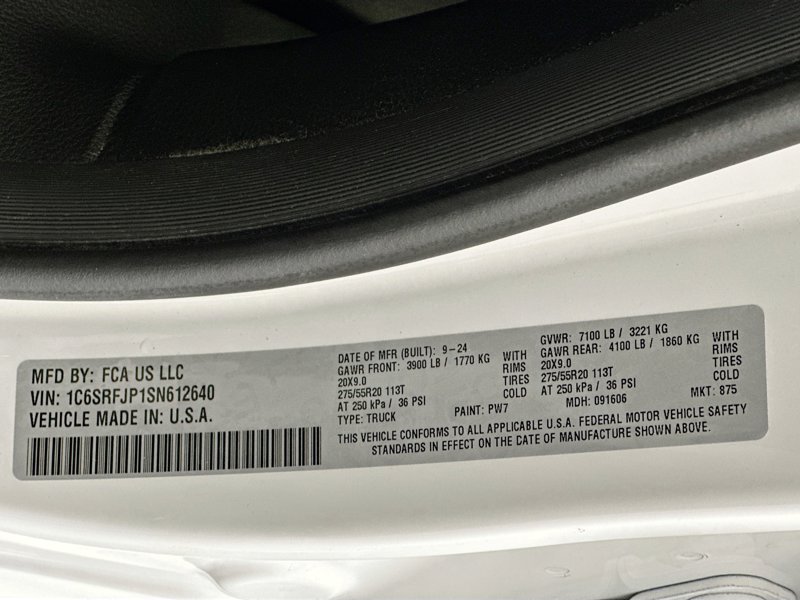 MFD BY: FCA US LLC
VIN: 1C6SRFJP1SN612640
VEHICLE MADE IN: U.S.A.
DATE OF MFR (BUILT): 9-24
GAWR FRONT: 3900 LB / 1770 KG WITH
20X9.0 RIMS
275/55R20 113T TIRES
AT 250 kPa / 36 PSI COLD
TYPE: TRUCK PAINT: PW7
GVWR: 7100 LB / 3221 KG
GAWR REAR: 4100 LB / 1860 KG WITH
20X9.0 RIMS
275/55R20 113T TIRES
AT 250 kPa / 36 PSI COLD
MDH: 091606 MKT: 875
THIS VEHICLE CONFORMS TO ALL APPLICABLE U.S.A. FEDERAL MOTOR VEHICLE SAFETY
STANDARDS IN EFFECT ON THE DATE OF MANUFACTURE SHOWN ABOVE.